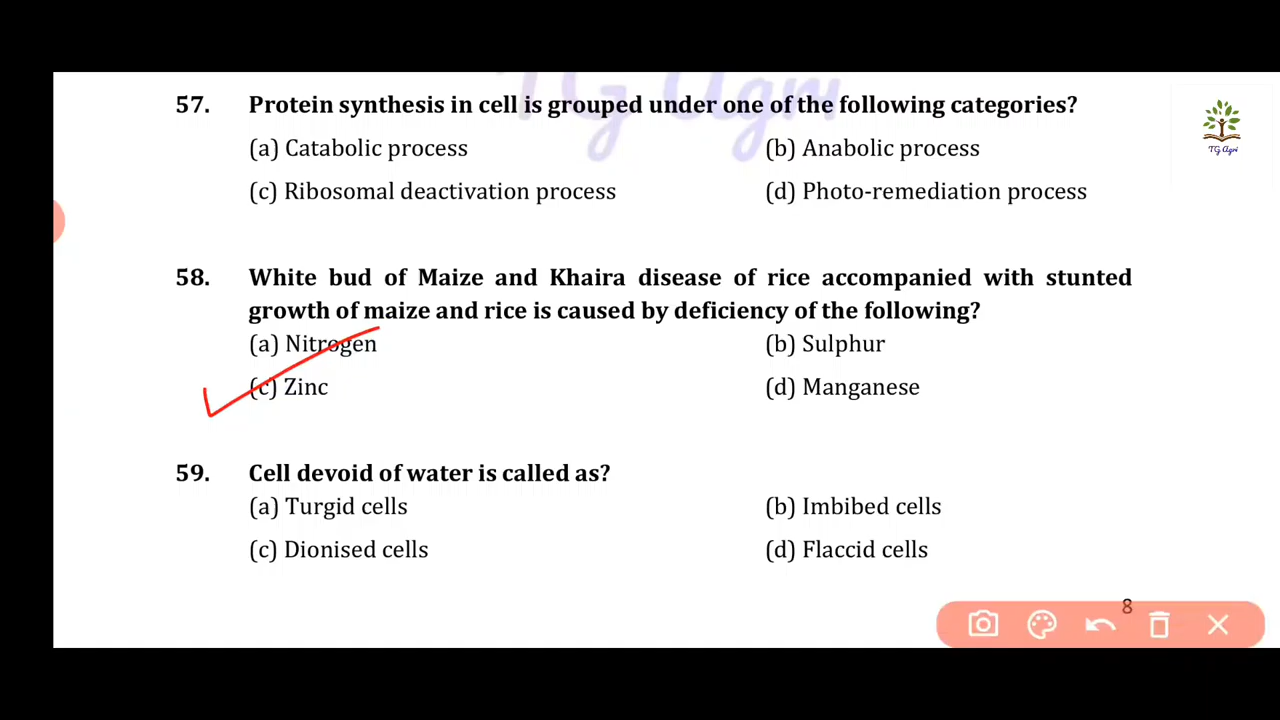 TG Agri
57. Protein synthesis in cell is grouped under one of the following categories?
(a) Catabolic process (b) Anabolic process
TG Agri
(c) Ribosomal deactivation process (d) Photo-remediation process
58. White bud of Maize and Khaira disease of rice accompanied with stunted
growth of maize and rice is caused by deficiency of the following?
(a) Nitrogen (b) Sulphur
(c) Zinc (d) Manganese
59. Cell devoid of water is called as?
(a) Turgid cells (b) Imbibed cells
(c) Dionised cells (d) Flaccid cells
8